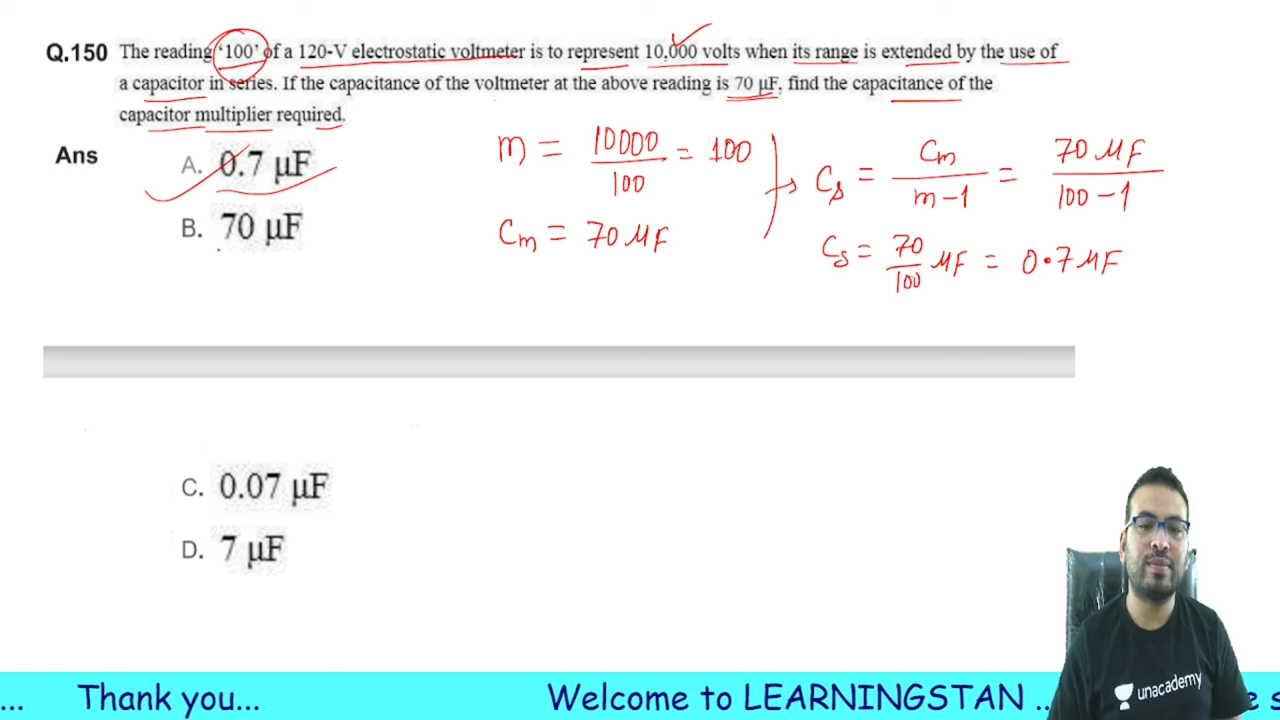 Q.150 The reading '100' of a 120-V electrostatic voltmeter is to represent 10,000 volts when its range is extended by the use of
a capacitor in series. If the capacitance of the voltmeter at the above reading is 70 μF, find the capacitance of the
capacitor multiplier required.
Ans
A. 0.7 μF
B. 70 μF
m = 10000/100 = 100
Cm = 70 μF
Cs = Cm/m-1 = 70 μF/100-1
Cs = 70/100 μF = 0.7 μF
C. 0.07 μF
D. 7 μF
unacademy
... Thank you... Welcome to LEARNINGSTAN ..